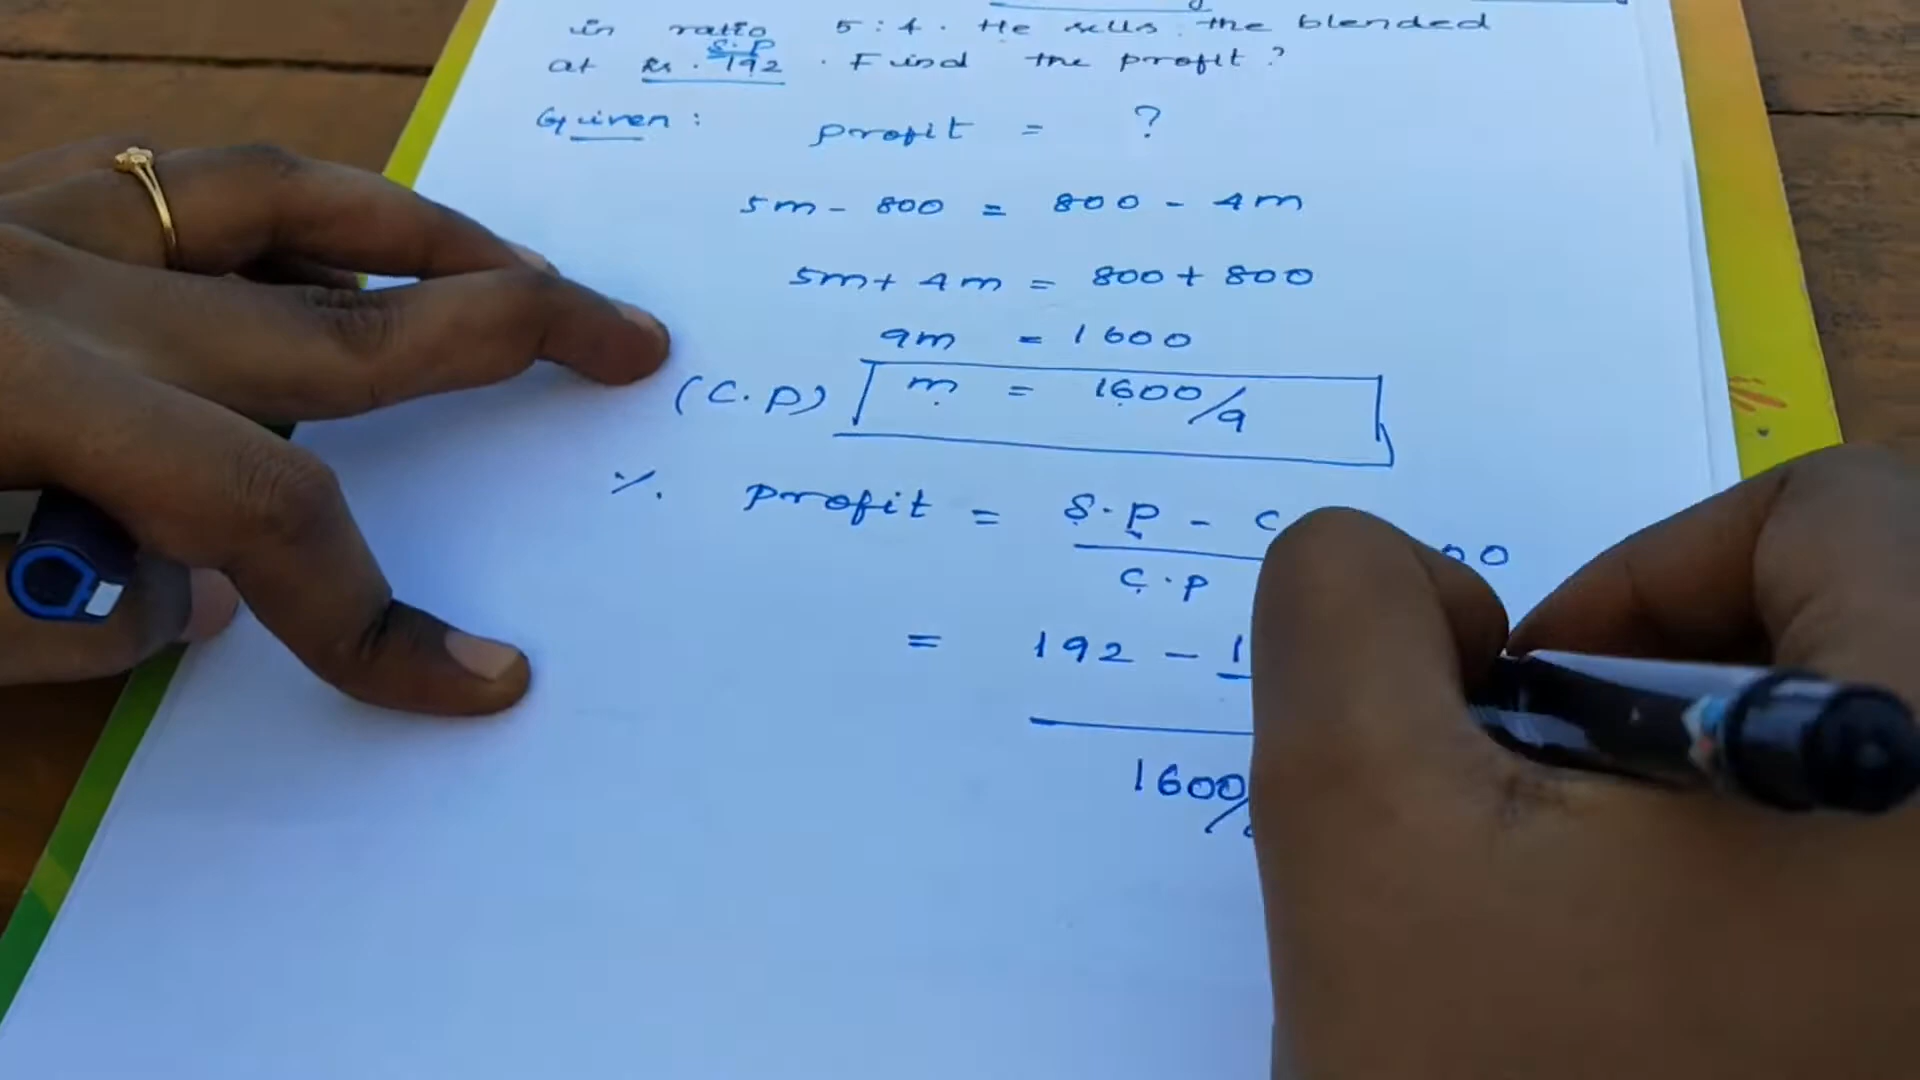 in ratio 5:4. He sells the blended
S.P
at Rs. 192. Find the profit?
Given: profit = ?
5m - 800 = 800 - 4m
5m + 4m = 800 + 800
9m = 1600
(C.P) m = 1600/9
% profit = S.P - C
C.P
= 192 - 1
1600/